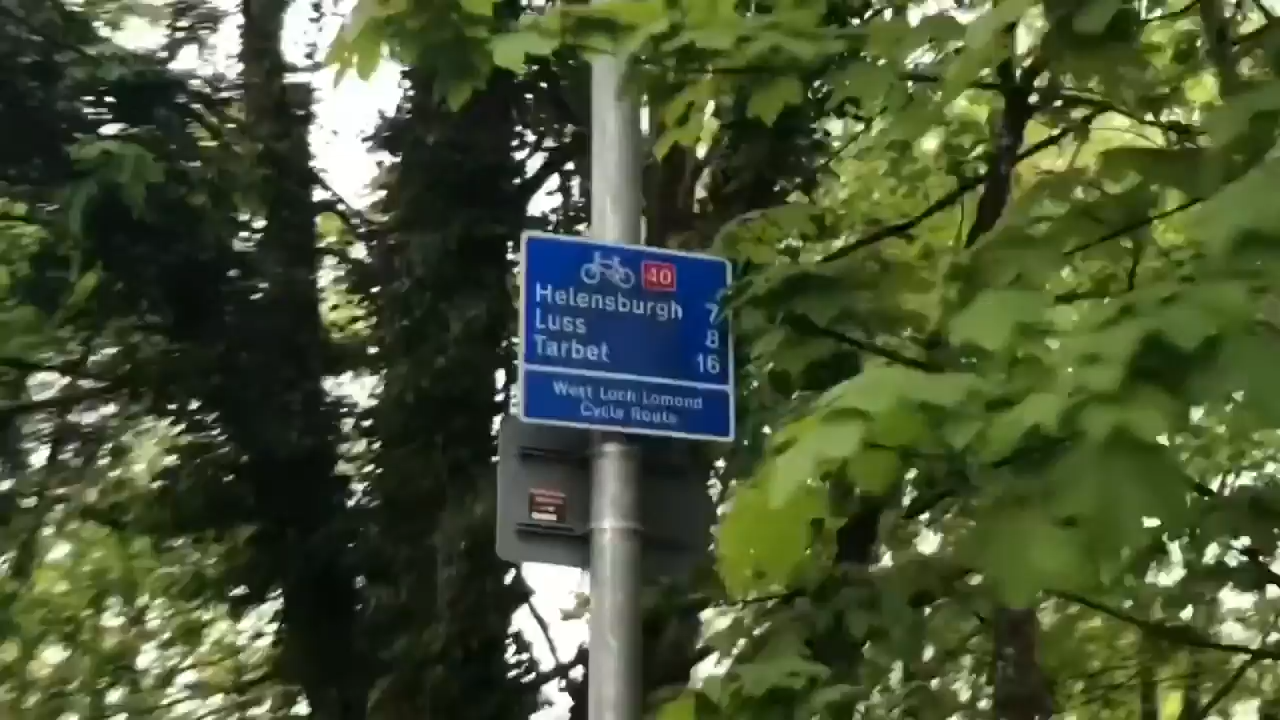 40
Helensburgh 7
Luss 8
Tarbet 16
West Loch Lomond
Cycle Route